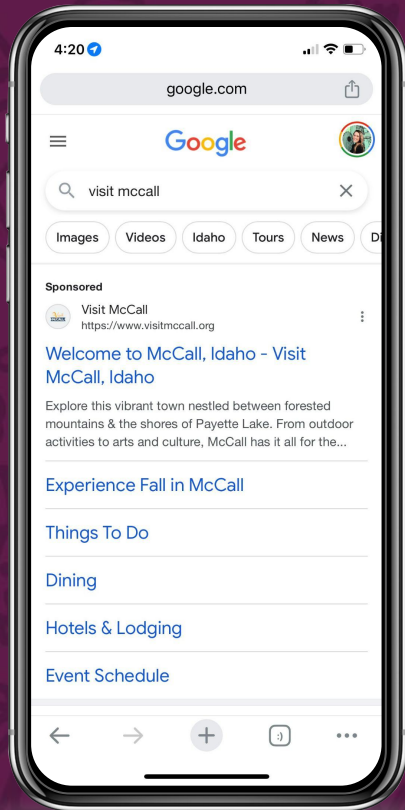 4:20
google.com
Google
visit mccall
Images Videos Idaho Tours News Di
Sponsored
Visit McCall
https://www.visitmccall.org
Welcome to McCall, Idaho - Visit
McCall, Idaho
Explore this vibrant town nestled between forested
mountains & the shores of Payette Lake. From outdoor
activities to arts and culture, McCall has it all for the...
Experience Fall in McCall
Things To Do
Dining
Hotels & Lodging
Event Schedule
:)